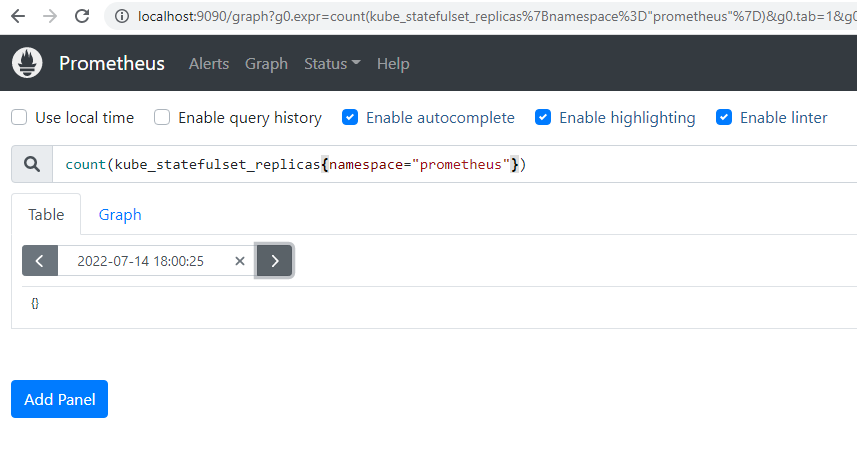 localhost:9090/graph?g0.expr=count(kube_statefulset_replicas%7Bnamespace%3D"prometheus"%7D)&g0.tab=1&g0
Prometheus Alerts Graph Status Help
Use local time Enable query history Enable autocomplete Enable highlighting Enable linter
count(kube_statefulset_replicas{namespace="prometheus"})
Table Graph
2022-07-14 18:00:25
{}
Add Panel